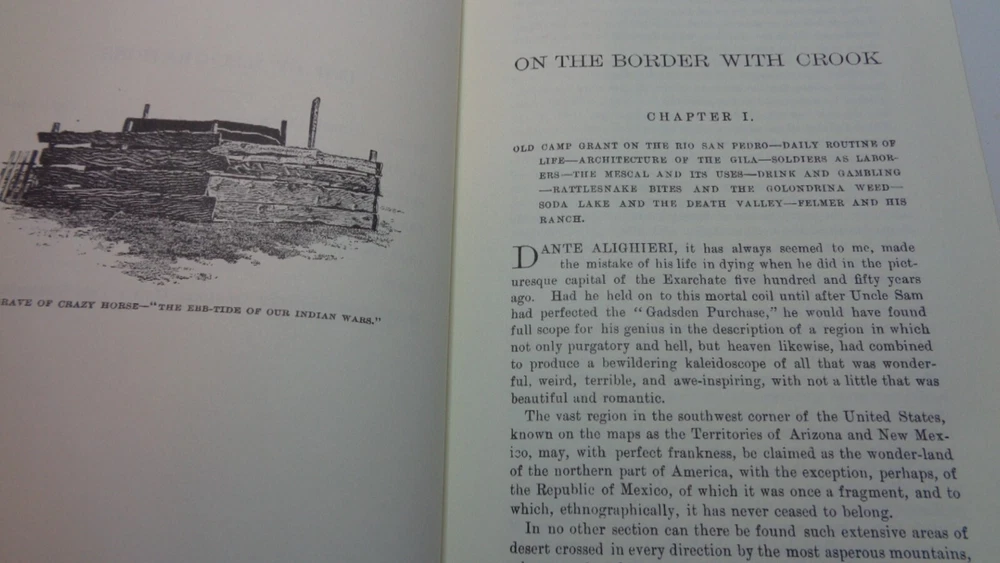 RAVE OF CRAZY HORSE—"THE EBB-TIDE OF OUR INDIAN WARS."
ON THE BORDER WITH CROOK
CHAPTER I.
OLD CAMP GRANT ON THE RIO SAN PEDRO—DAILY ROUTINE OF
LIFE—ARCHITECTURE OF THE GILA—SOLDIERS AS LABOR-
ERS—THE MESCAL AND ITS USES—DRINK AND GAMBLING
—RATTLESNAKE BITES AND THE GOLONDRINA WEED—
SODA LAKE AND THE DEATH VALLEY—FELMER AND HIS
RANCH.
DANTE ALIGHIERI, it has always seemed to me, made
the mistake of his life in dying when he did in the pict-
uresque capital of the Exarchate five hundred and fifty years
ago. Had he held on to this mortal coil until after Uncle Sam
had perfected the "Gadsden Purchase," he would have found
full scope for his genius in the description of a region in which
not only purgatory and hell, but heaven likewise, had combined
to produce a bewildering kaleidoscope of all that was wonder-
ful, weird, terrible, and awe-inspiring, with not a little that was
beautiful and romantic.
The vast region in the southwest corner of the United States,
known on the maps as the Territories of Arizona and New Mex-
ico, may, with perfect frankness, be claimed as the wonder-land
of the northern part of America, with the exception, perhaps, of
the Republic of Mexico, of which it was once a fragment, and to
which, ethnographically, it has never ceased to belong.
In no other section can there be found such extensive areas of
desert crossed in every direction by the most asperous mountains,